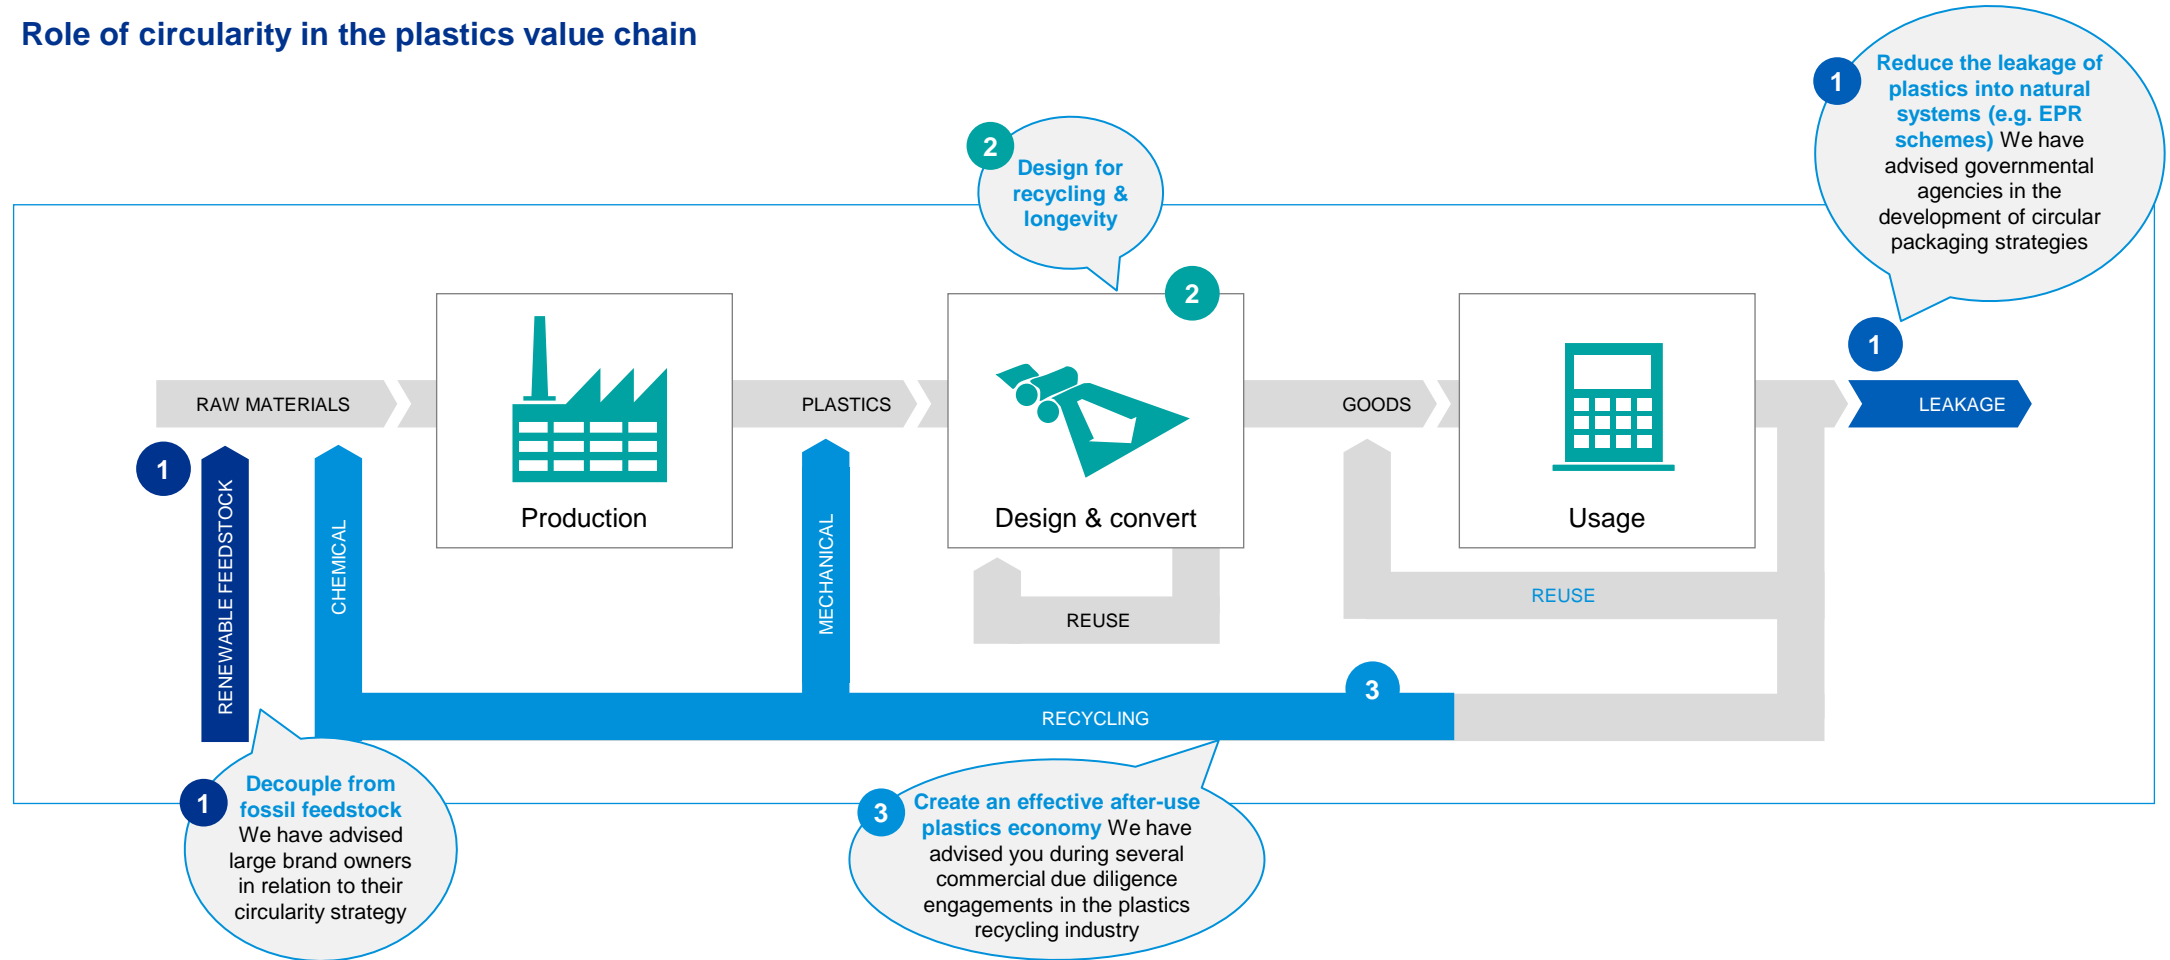 Role of circularity in the plastics value chain
1
Reduce the leakage of
plastics into natural
systems (e.g. EPR
schemes) We have
advised governmental
agencies in the
development of circular
packaging strategies
2
Design for
recycling &
longevity
2
1
RAW MATERIALS
PLASTICS
GOODS
LEAKAGE
1
RENEWABLE FEEDSTOCK
CHEMICAL
MECHANICAL
Production
Design & convert
Usage
REUSE
REUSE
3
RECYCLING
1
Decouple from
fossil feedstock
We have advised
large brand owners
in relation to their
circularity strategy
3
Create an effective after-use
plastics economy We have
advised you during several
commercial due diligence
engagements in the plastics
recycling industry